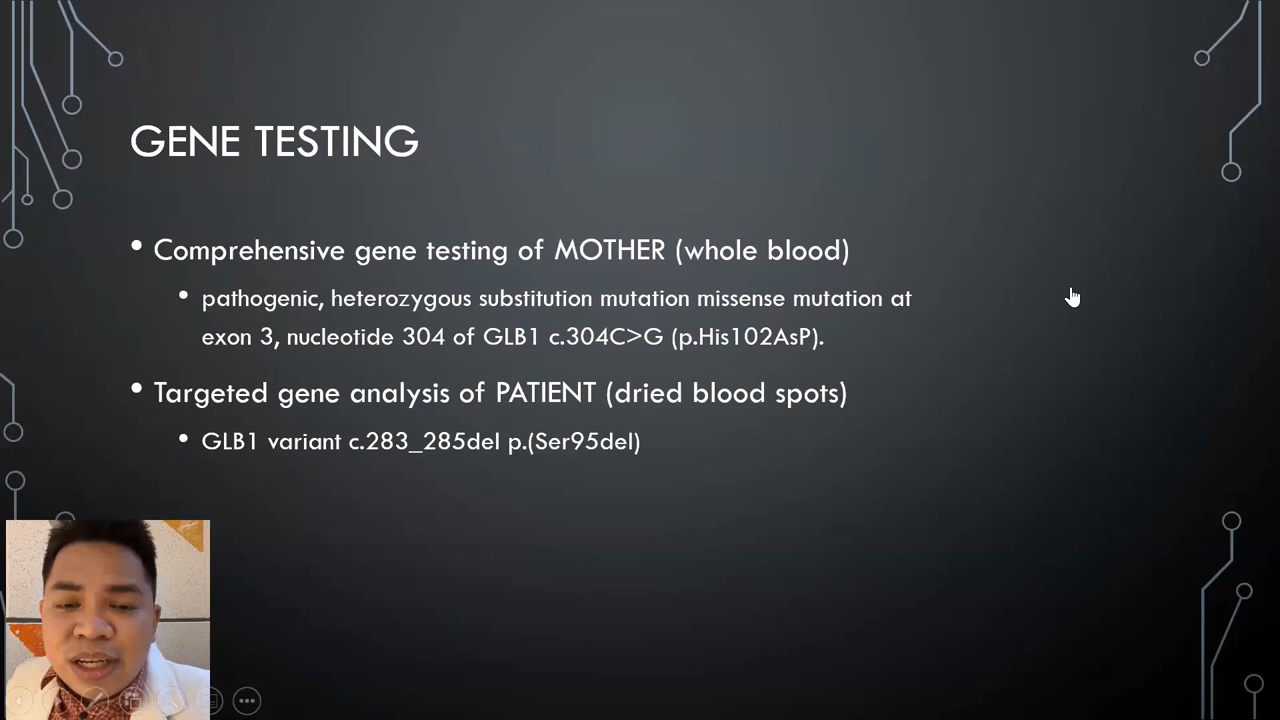 GENE TESTING
• Comprehensive gene testing of MOTHER (whole blood)
• pathogenic, heterozygous substitution mutation missense mutation at
exon 3, nucleotide 304 of GLB1 c.304C>G (p.His102AsP).
• Targeted gene analysis of PATIENT (dried blood spots)
• GLB1 variant c.283_285del p.(Ser95del)